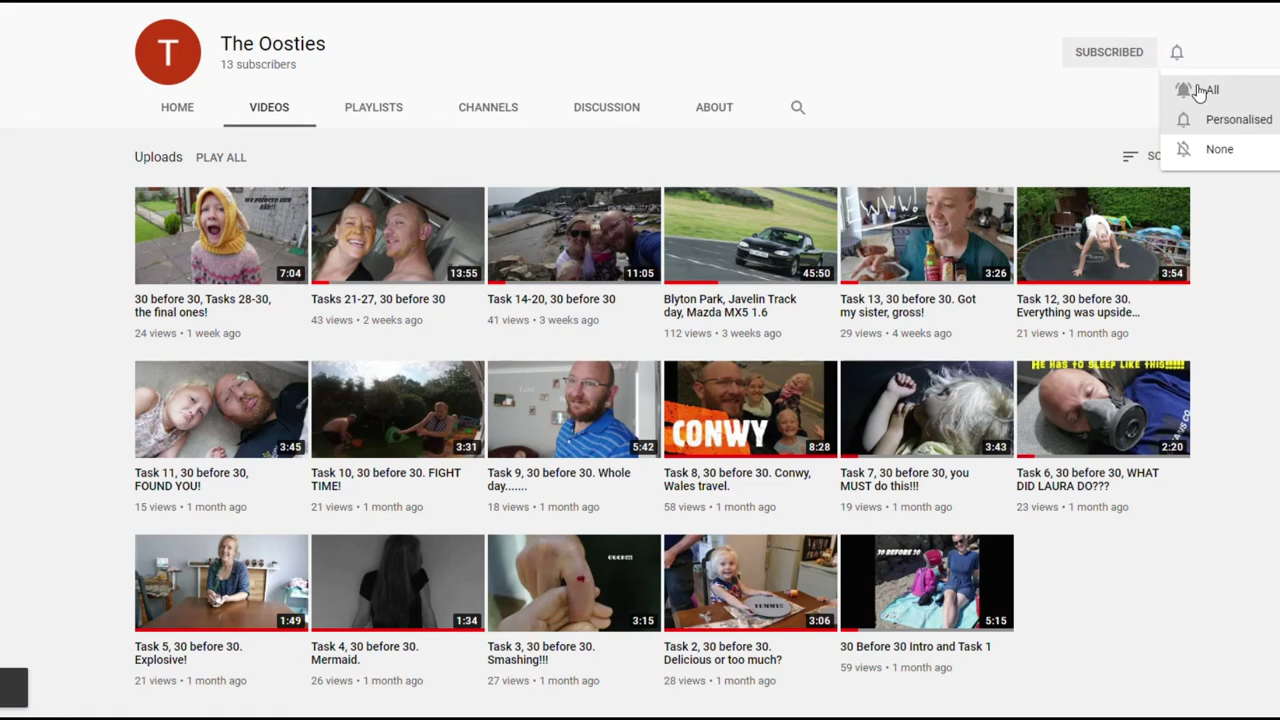 T
The Oosties
13 subscribers
SUBSCRIBED
All
Personalised
None
HOME
VIDEOS
PLAYLISTS
CHANNELS
DISCUSSION
ABOUT
Uploads
PLAY ALL
WE PIERCED HER
EAR!!
7:04
13:55
11:05
45:50
EWWW!
3:26
3:54
30 before 30, Tasks 28-30,
the final ones!
24 views • 1 week ago
Tasks 21-27, 30 before 30
43 views • 2 weeks ago
Task 14-20, 30 before 30
41 views • 3 weeks ago
Blyton Park, Javelin Track
day, Mazda MX5 1.6
112 views • 3 weeks ago
Task 13, 30 before 30. Got
my sister, gross!
29 views • 4 weeks ago
Task 12, 30 before 30.
Everything was upside…
21 views • 1 month ago
3:45
3:31
5:42
CONWY
8:28
3:43
HE HAS TO SLEEP LIKE THIS!!!!!
2:20
Task 11, 30 before 30,
FOUND YOU!
15 views • 1 month ago
Task 10, 30 before 30. FIGHT
TIME!
21 views • 1 month ago
Task 9, 30 before 30. Whole
day.......
18 views • 1 month ago
Task 8, 30 before 30. Conwy,
Wales travel.
58 views • 1 month ago
Task 7, 30 before 30, you
MUST do this!!!
19 views • 1 month ago
Task 6, 30 before 30, WHAT
DID LAURA DO???
23 views • 1 month ago
1:49
1:34
OUCH!!!
3:15
YUMMY!!
3:06
30 BEFORE 30
5:15
Task 5, 30 before 30.
Explosive!
21 views • 1 month ago
Task 4, 30 before 30.
Mermaid.
26 views • 1 month ago
Task 3, 30 before 30.
Smashing!!!
27 views • 1 month ago
Task 2, 30 before 30.
Delicious or too much?
28 views • 1 month ago
30 Before 30 Intro and Task 1
59 views • 1 month ago